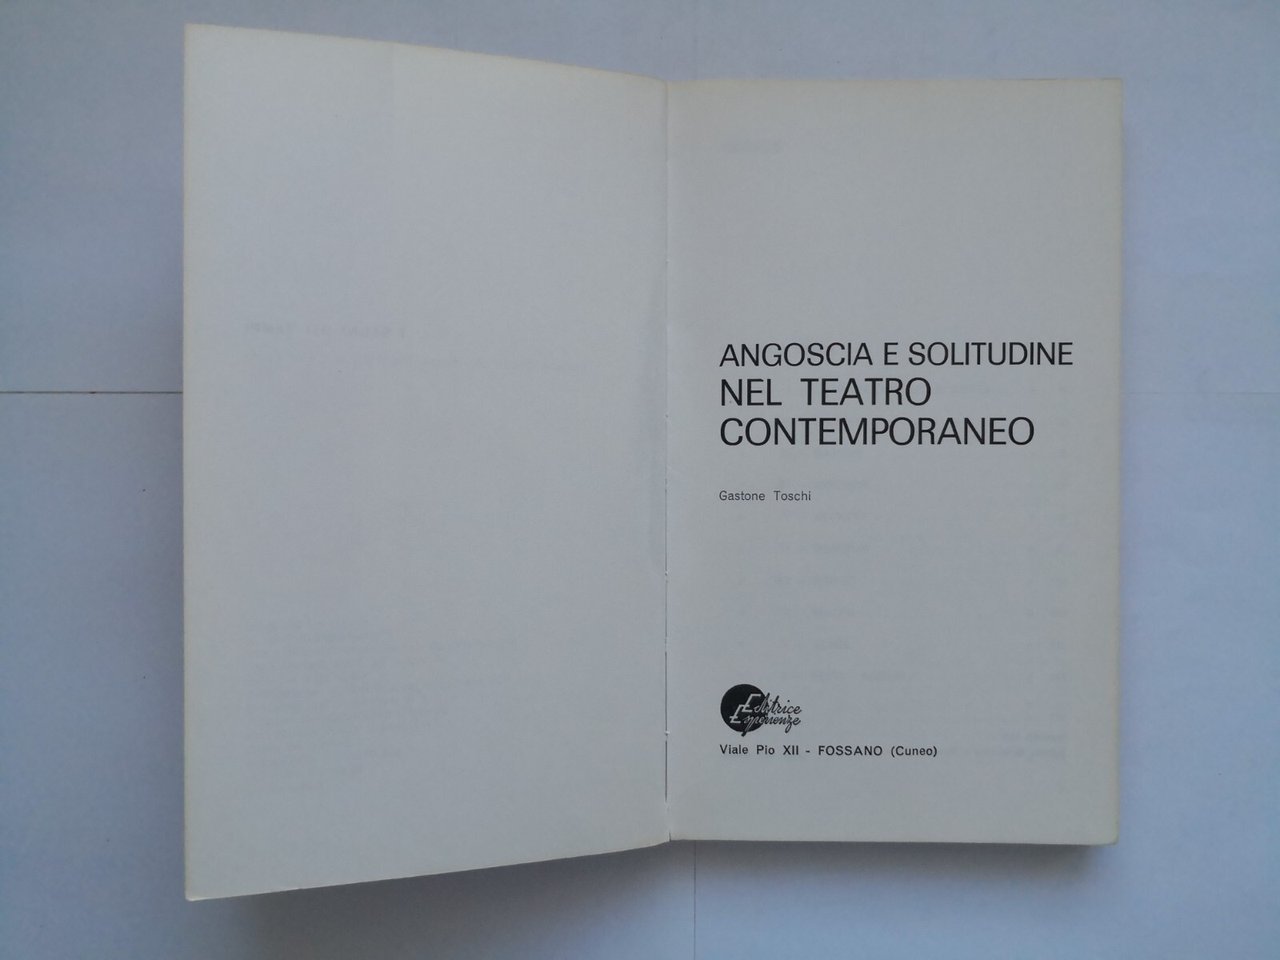 ANGOSCIA E SOLITUDINE
NEL TEATRO
CONTEMPORANEO
Gastone Toschi
Editrice
Esperienze
Viale Pio XII - FOSSANO (Cuneo)